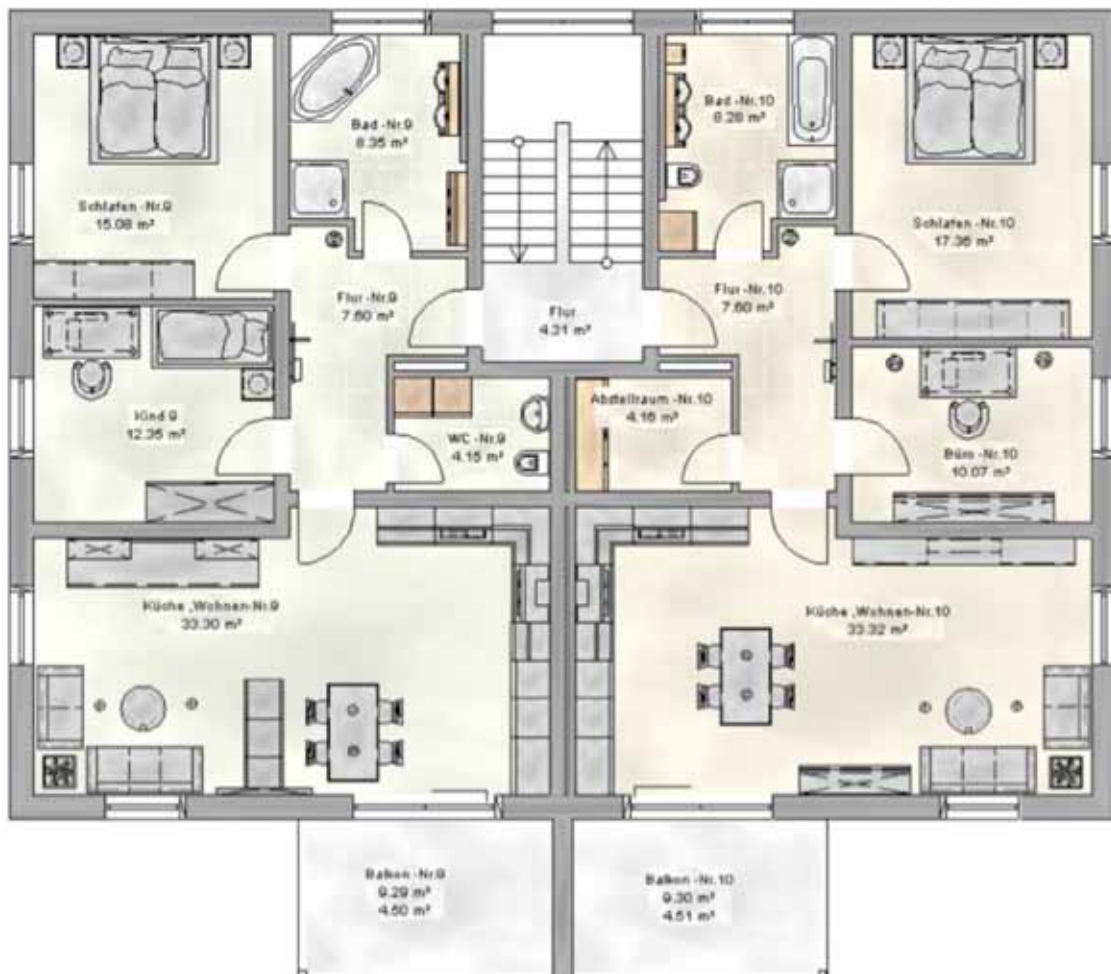 Bad -Nr.9
8.35 m²
Bad -Nr.10
8.28 m²
Schlafen -Nr.9
15.08 m²
Schlafen -Nr.10
17.36 m²
Flur -Nr.9
7.60 m²
Flur
4.31 m²
Flur -Nr.10
7.60 m²
Kind 9
12.35 m²
WC -Nr.9
4.15 m²
Abstellraum -Nr.10
4.16 m²
Büro -Nr.10
10.07 m²
Küche ,Wohnen-Nr.9
33.30 m²
Küche ,Wohnen-Nr.10
33.32 m²
Balkon -Nr.9
9.29 m²
4.50 m²
Balkon -Nr.10
9.30 m²
4.51 m²